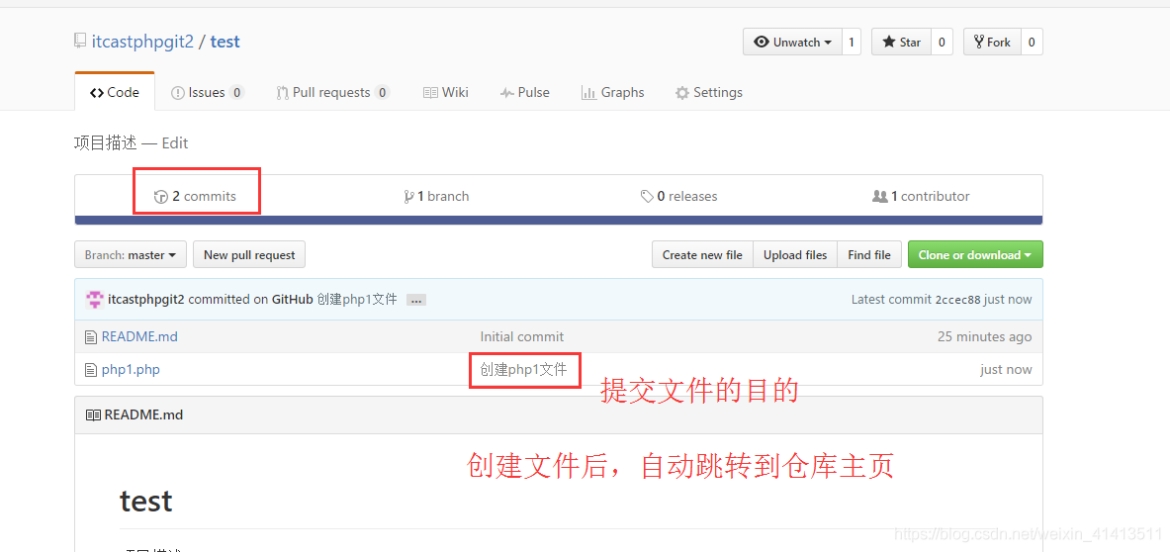 itcastphpgit2 / test
Unwatch 1 Star 0 Fork 0
Code Issues 0 Pull requests 0 Wiki Pulse Graphs Settings
项目描述 — Edit
2 commits 1 branch 0 releases 1 contributor
Branch: master New pull request Create new file Upload files Find file Clone or download
itcastphpgit2 committed on GitHub 创建php1文件 ... Latest commit 2ccec88 just now
README.md Initial commit 25 minutes ago
php1.php 创建php1文件 just now
提交文件的目的
README.md
创建文件后，自动跳转到仓库主页
test
https://blog.csdn.net/weixin_41413511
项目描述